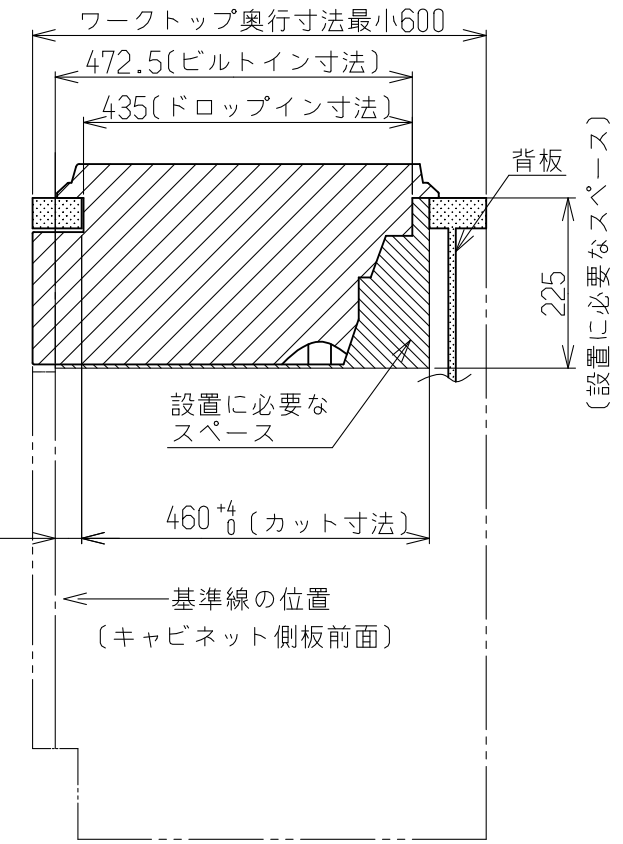 ワークトップ奥行寸法最小600
472.5(ビルトイン寸法)
435(ドロップイン寸法)
背板
225
(設置に必要なスペース)
設置に必要な
スペース
460 +4 0 (カット寸法)
基準線の位置
(キャビネット側板前面)